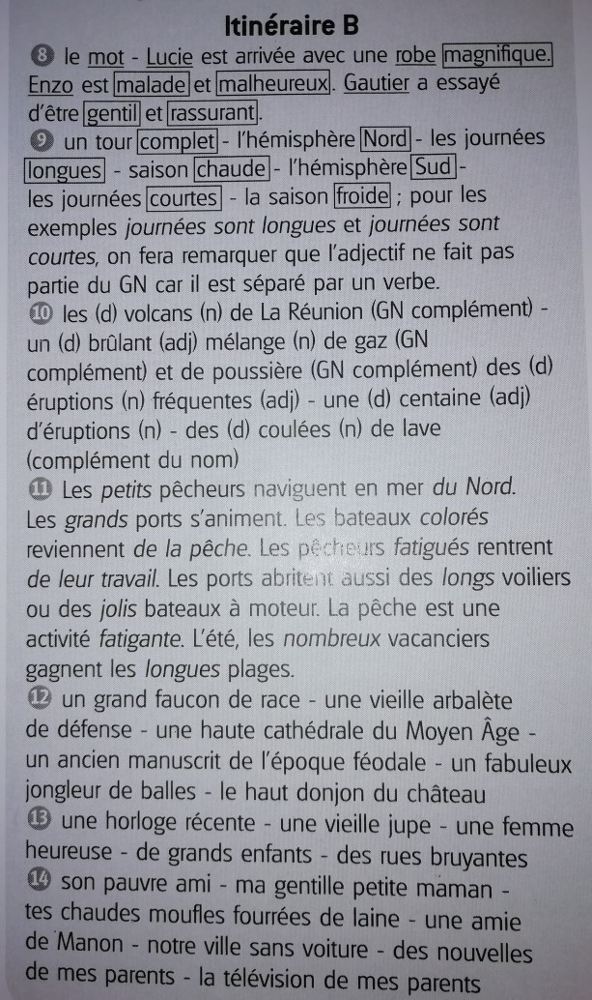 Itinéraire B
8 le mot - Lucie est arrivée avec une robe magnifique.
Enzo est malade et malheureux. Gautier a essayé
d'être gentil et rassurant.
9 un tour complet - l'hémisphère Nord - les journées
longues - saison chaude - l'hémisphère Sud -
les journées courtes - la saison froide ; pour les
exemples journées sont longues et journées sont
courtes, on fera remarquer que l'adjectif ne fait pas
partie du GN car il est séparé par un verbe.
10 les (d) volcans (n) de La Réunion (GN complément) -
un (d) brûlant (adj) mélange (n) de gaz (GN
complément) et de poussière (GN complément) des (d)
éruptions (n) fréquentes (adj) - une (d) centaine (adj)
d'éruptions (n) - des (d) coulées (n) de lave
(complément du nom)
11 Les petits pêcheurs naviguent en mer du Nord.
Les grands ports s'animent. Les bateaux colorés
reviennent de la pêche. Les pêcheurs fatigués rentrent
de leur travail. Les ports abritent aussi des longs voiliers
ou des jolis bateaux à moteur. La pêche est une
activité fatigante. L'été, les nombreux vacanciers
gagnent les longues plages.
12 un grand faucon de race - une vieille arbalète
de défense - une haute cathédrale du Moyen Âge -
un ancien manuscrit de l'époque féodale - un fabuleux
jongleur de balles - le haut donjon du château
13 une horloge récente - une vieille jupe - une femme
heureuse - de grands enfants - des rues bruyantes
14 son pauvre ami - ma gentille petite maman -
tes chaudes moufles fourrées de laine - une amie
de Manon - notre ville sans voiture - des nouvelles
de mes parents - la télévision de mes parents